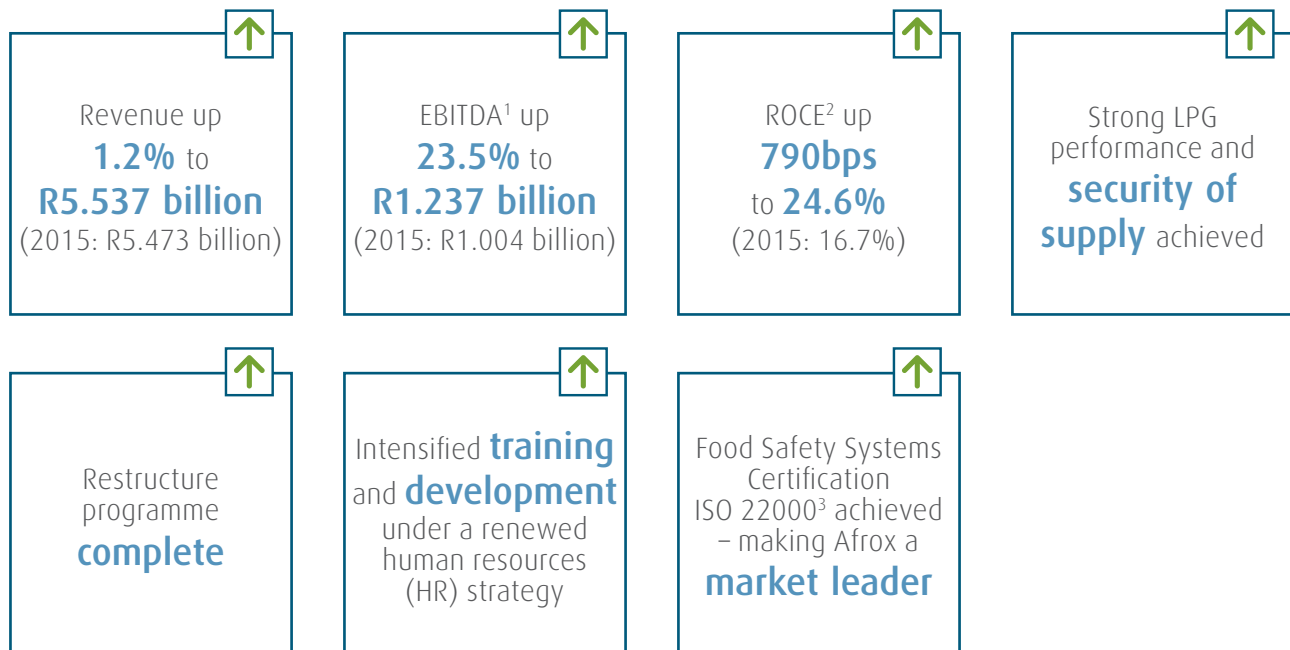 Revenue up
1.2% to
R5.537 billion
(2015: R5.473 billion)
EBITDA¹ up
23.5% to
R1.237 billion
(2015: R1.004 billion)
ROCE² up
790bps
to 24.6%
(2015: 16.7%)
Strong LPG
performance and
security of
supply achieved
Restructure
programme
complete
Intensified training
and development
under a renewed
human resources
(HR) strategy
Food Safety Systems
Certification
ISO 22000³ achieved
– making Afrox a
market leader